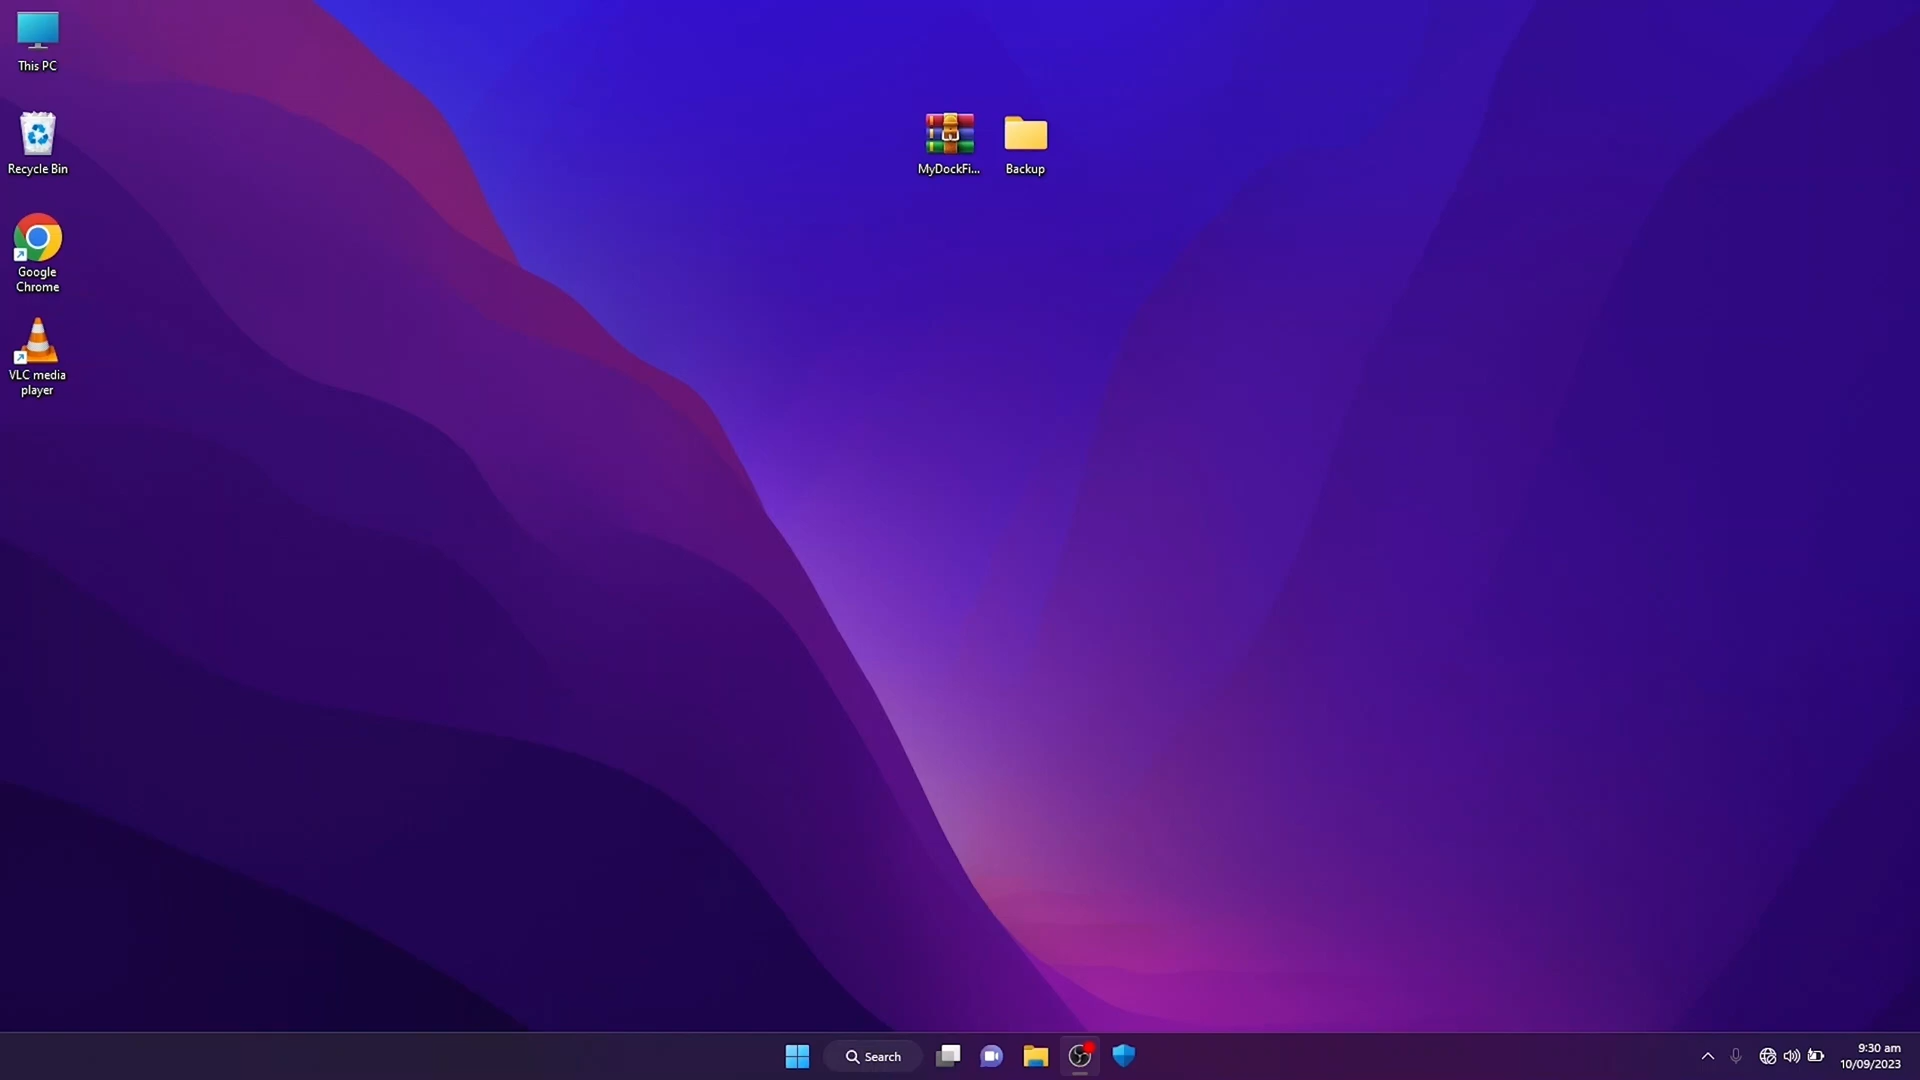 This PC
Recycle Bin
Google
Chrome
VLC media
player
MyDockFi...
Backup
Search
9:30 am
10/09/2023